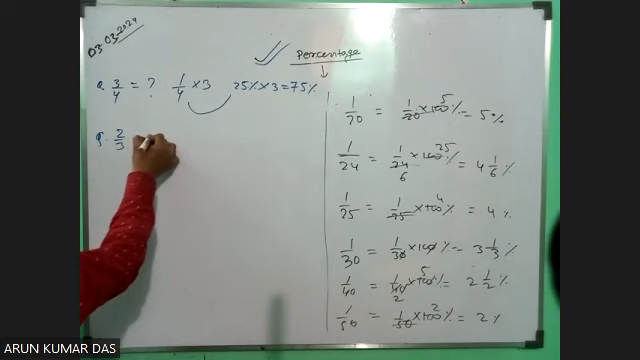 03.03.2024
Percentage
Q. 3/4 = ? 1/4 × 3 25% × 3 = 75%
Q. 2/3
1/20 = 1/20 × 100% = 5% 5
1/24 = 1/24 × 100% = 4 1/6 % 25 6
1/25 = 1/25 × 100% = 4% 4
1/30 = 1/30 × 100% = 3 1/3 %
1/40 = 1/40 × 100% = 2 1/2 % 5 2
1/50 = 1/50 × 100% = 2% 2
ARUN KUMAR DAS